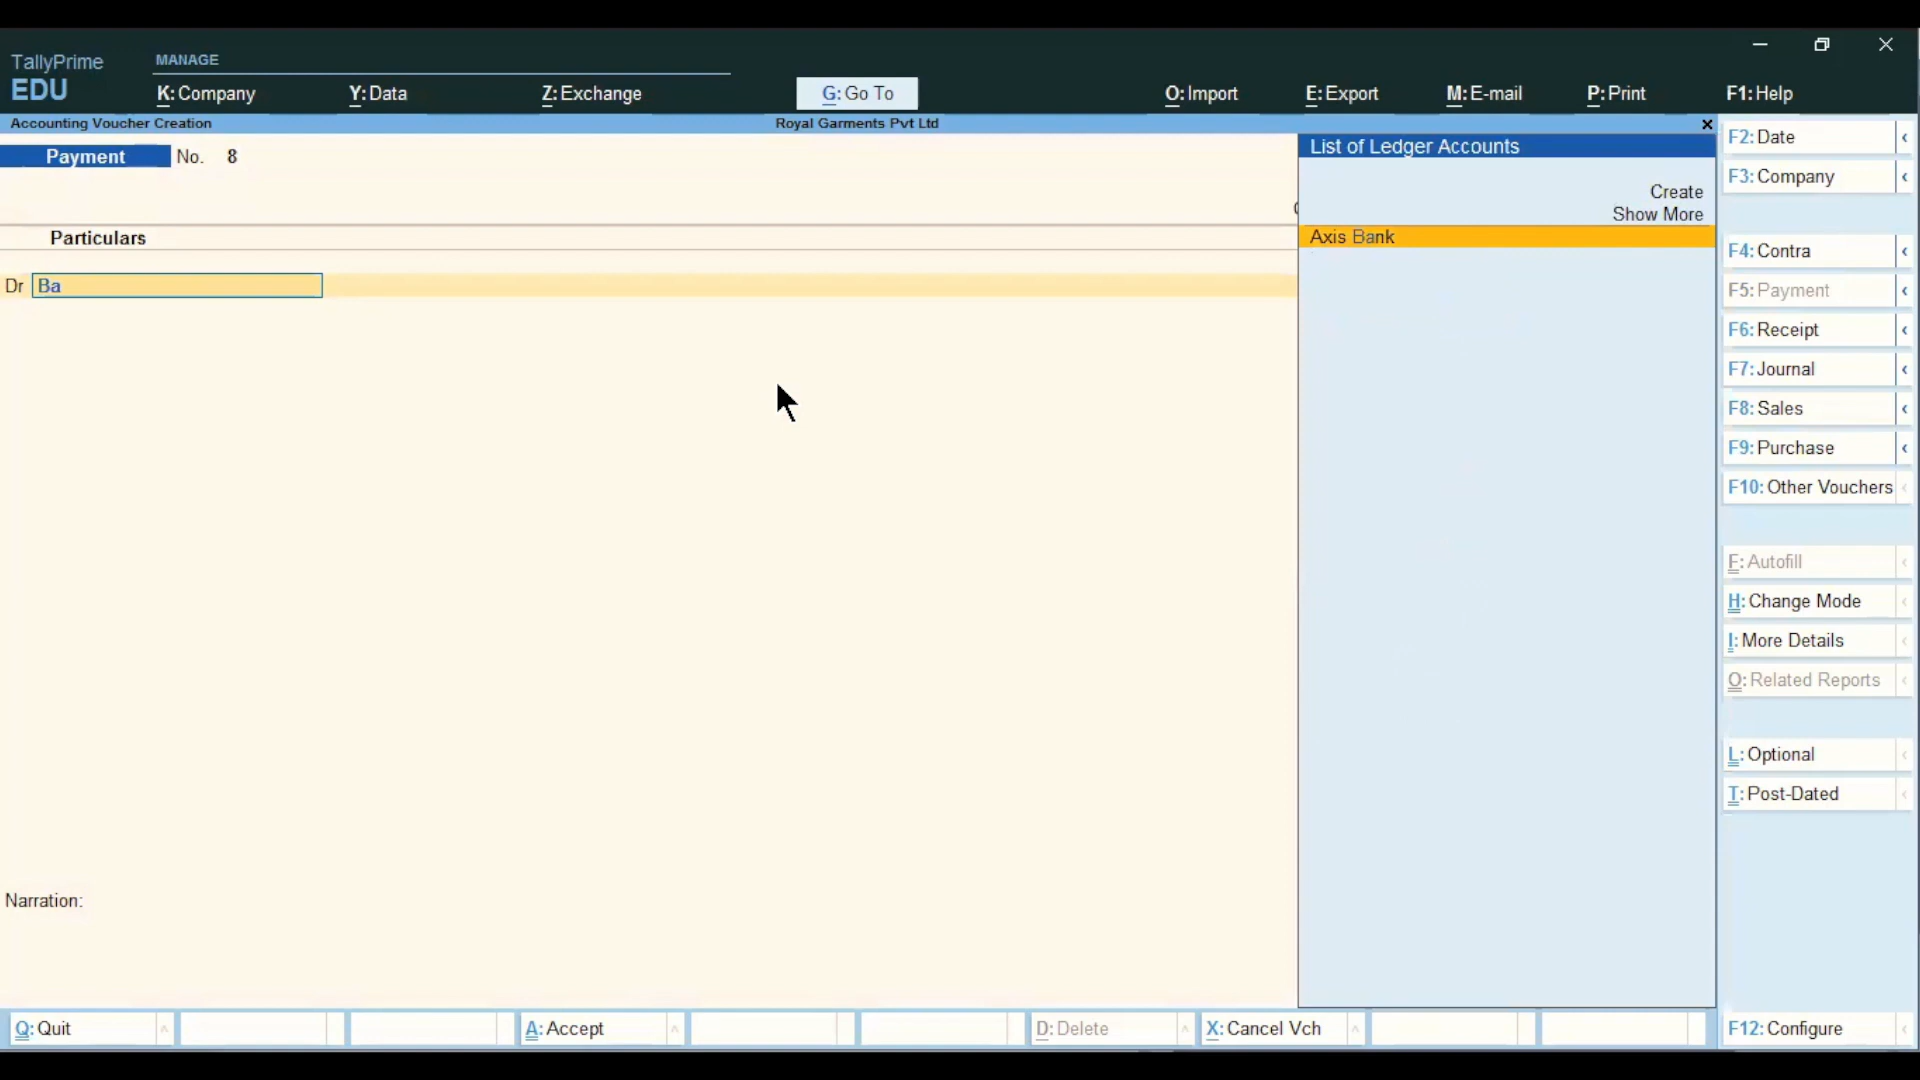 TallyPrime
EDU
MANAGE
K: Company
Y: Data
Z: Exchange
G: Go To
O: Import
E: Export
M: E-mail
P: Print
F1: Help
Accounting Voucher Creation
Royal Garments Pvt Ltd
Payment No. 8
Particulars
Dr Ba
Narration:
List of Ledger Accounts
Create
Show More
Axis Bank
F2: Date
F3: Company
F4: Contra
F5: Payment
F6: Receipt
F7: Journal
F8: Sales
F9: Purchase
F10: Other Vouchers
F: Autofill
H: Change Mode
I: More Details
O: Related Reports
L: Optional
T: Post-Dated
Q: Quit
A: Accept
D: Delete
X: Cancel Vch
F12: Configure